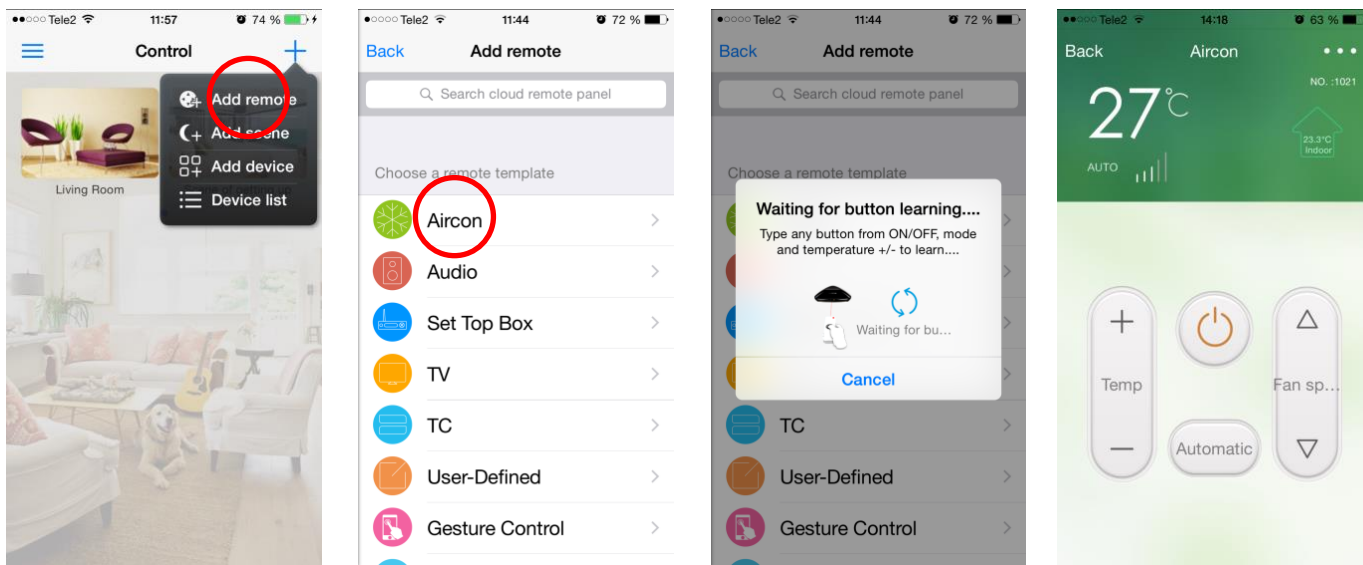 Tele2 11:57 74 %
Control
Add remote
Add scene
Add device
Device list
Living Room
Tele2 11:44 72 %
Back Add remote
Search cloud remote panel
Choose a remote template
Aircon
Audio
Set Top Box
TV
TC
User-Defined
Gesture Control
Tele2 11:44 72 %
Back Add remote
Search cloud remote panel
Choose a remote template
Waiting for button learning....
Type any button from ON/OFF, mode
and temperature +/- to learn....
Waiting for bu...
Cancel
TC
User-Defined
Gesture Control
Tele2 14:18 63 %
Back Aircon
NO. :1021
27°C
23.3°C
Indoor
AUTO
+
Temp
—
Automatic
Fan sp...